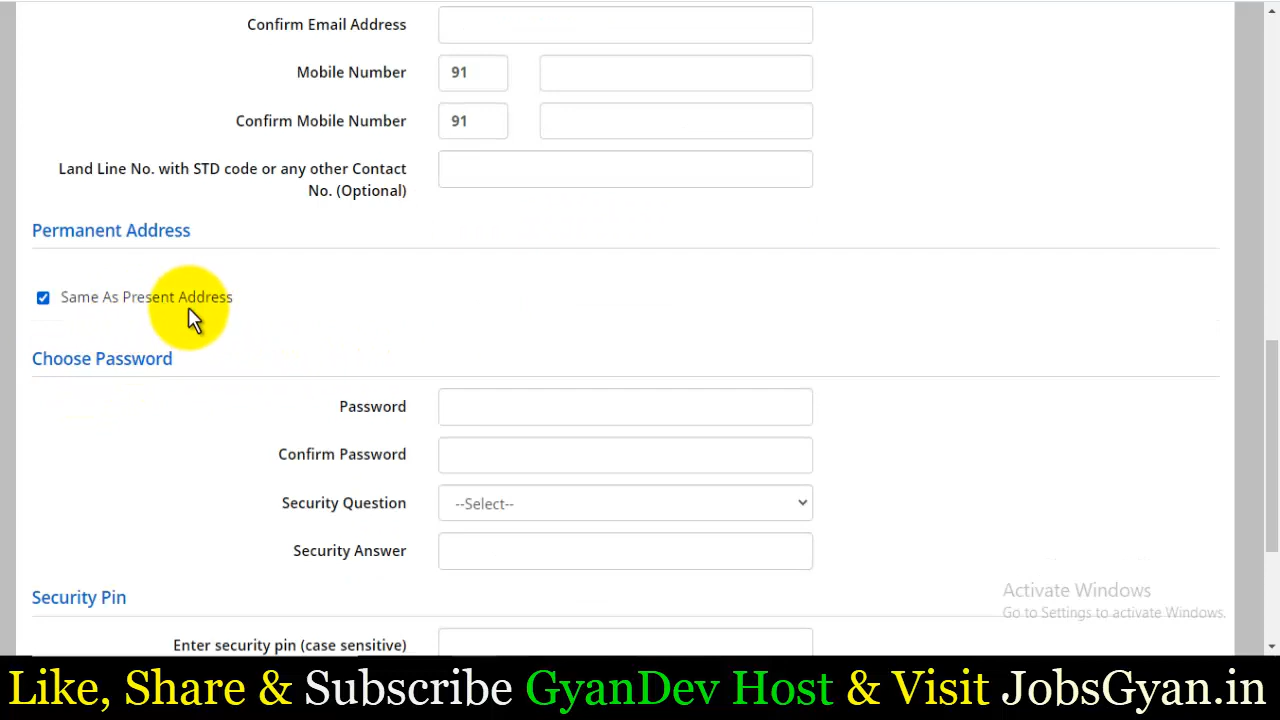 Confirm Email Address
Mobile Number 91
Confirm Mobile Number 91
Land Line No. with STD code or any other Contact
No. (Optional)
Permanent Address
Same As Present Address
Choose Password
Password
Confirm Password
Security Question --Select--
Security Answer
Security Pin
Enter security pin (case sensitive)
Activate Windows
Go to Settings to activate Windows.
Like, Share & Subscribe GyanDev Host & Visit JobsGyan.in